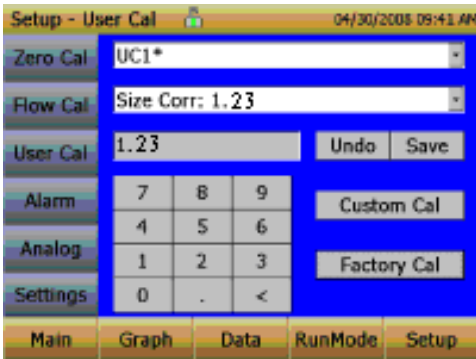 Setup - User Cal 04/30/2008 09:41 AM
Zero Cal UC1*
Flow Cal Size Corr: 1.23
User Cal 1.23 Undo Save
Alarm 7 8 9 Custom Cal
4 5 6
Analog 1 2 3 Factory Cal
Settings 0 . <
Main Graph Data RunMode Setup